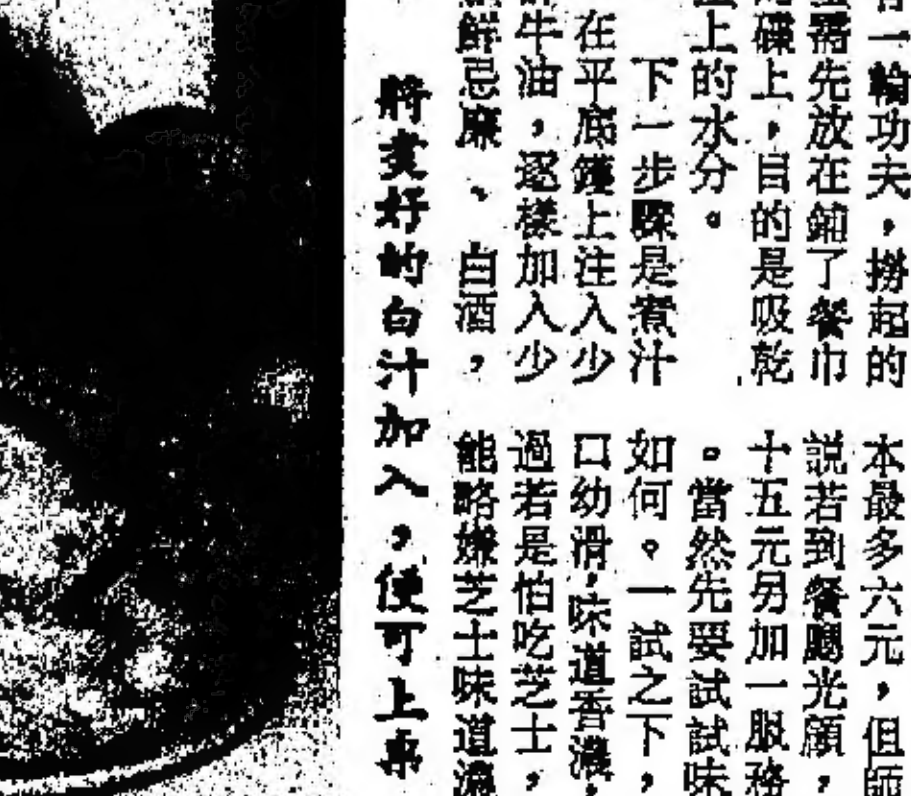 一輪功夫，撈起的
需先放在鋪了餐巾
碟上，目的是吸乾
上的水分。
下一步驟是煮汁
在平底鑊上注入少
牛油，逐樣加入少
鮮忌廉、白酒，
本最多六元，但師
説若到餐廳光顧，
十五元另加一服務
。當然先要試試味
如何。一試之下，
口幼滑，味道香濃，
過若是怕吃芝士，
能略嫌芝士味道濃
將煮好的白汁加入，便可上桌